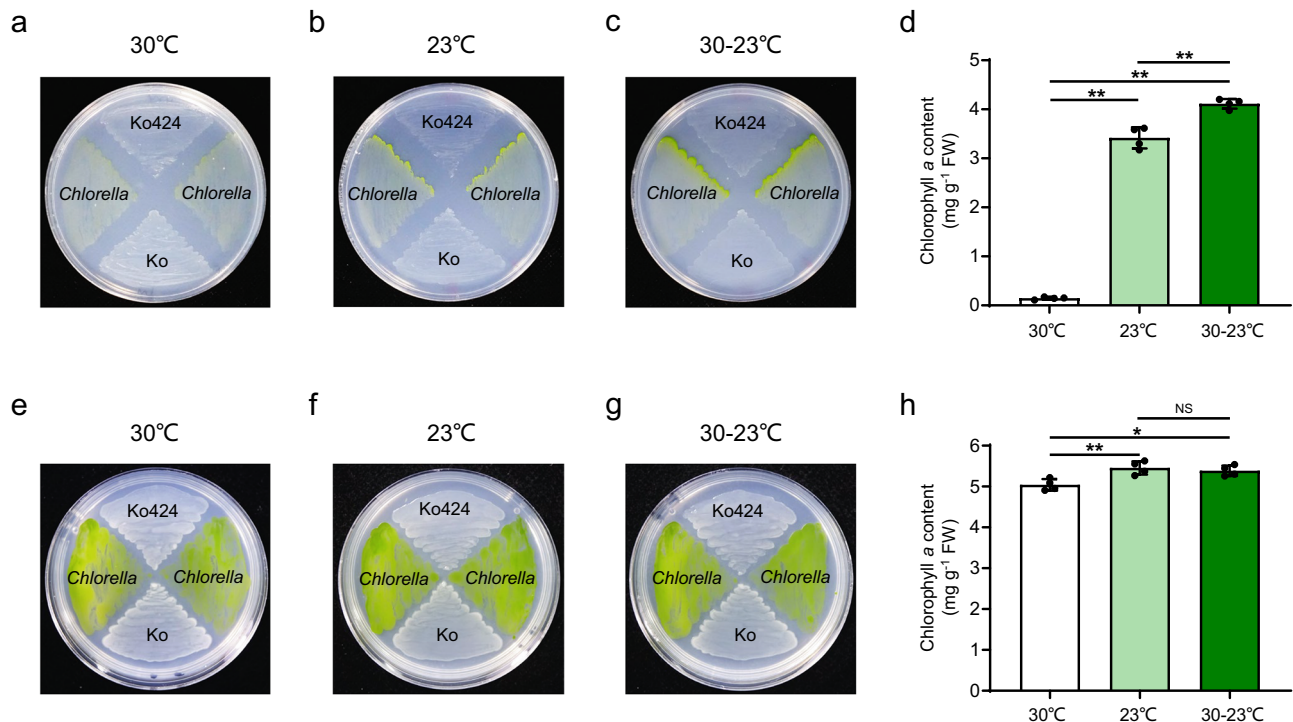 a
30℃
Ko424
Chlorella
Chlorella
Ko
b
23℃
Ko424
Chlorella
Chlorella
Ko
c
30-23℃
Ko424
Chlorella
Chlorella
Ko
d
Chlorophyll a content
(mg g⁻¹ FW)
5
4
3
2
1
0
**
**
**
30℃
23℃
30-23℃
e
30℃
Ko424
Chlorella
Chlorella
Ko
f
23℃
Ko424
Chlorella
Chlorella
Ko
g
30-23℃
Ko424
Chlorella
Chlorella
Ko
h
Chlorophyll a content
(mg g⁻¹ FW)
6
5
4
3
2
1
0
NS
*
**
30℃
23℃
30-23℃